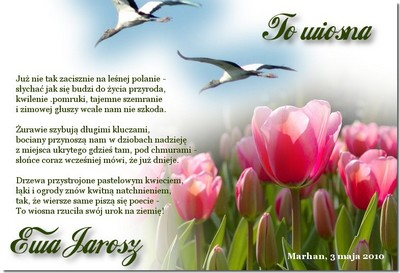 To wiosna
Już nie tak zacisznie na leśnej polanie -
słychać jak się budzi do życia przyroda,
kwilenie .pomruki, tajemne szemranie
i zimowej głuszy wcale nam nie szkoda.
Żurawie szybują długimi kluczami,
bociany przynoszą nam w dziobach nadzieję
z miejsca ukrytego gdzieś tam, pod chmurami -
słońce coraz wcześniej mówi, że już dnieje.
Drzewa przystrojone pastelowym kwieciem,
łąki i ogrody znów kwitną natchnieniem,
tak, że wiersze same piszą się poecie -
To wiosna rzuciła swój urok na ziemię!
Ewa Jarosz
Marhan, 3 maja 2010